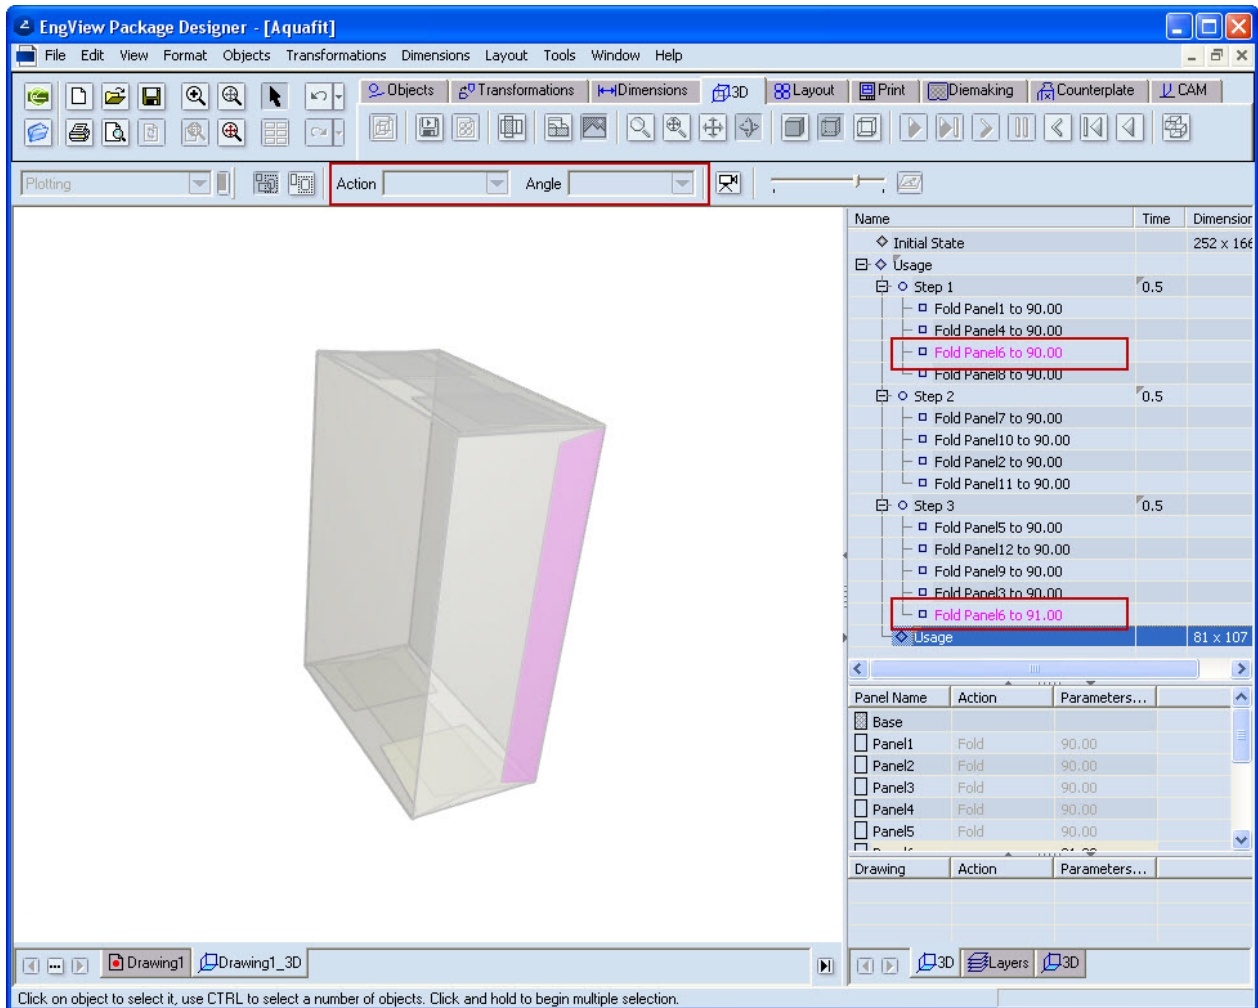 EngView Package Designer - [Aquafit]
File Edit View Format Objects Transformations Dimensions Layout Tools Window Help
Objects Transformations Dimensions 3D Layout Print Diemaking Counterplate CAM
Plotting Action Angle
Name Time Dimension
Initial State 252 x 166
Usage
Step 1 0.5
Fold Panel1 to 90.00
Fold Panel4 to 90.00
Fold Panel6 to 90.00
Fold Panel8 to 90.00
Step 2 0.5
Fold Panel7 to 90.00
Fold Panel10 to 90.00
Fold Panel2 to 90.00
Fold Panel11 to 90.00
Step 3 0.5
Fold Panel5 to 90.00
Fold Panel12 to 90.00
Fold Panel9 to 90.00
Fold Panel3 to 90.00
Fold Panel6 to 91.00
Usage 81 x 107
Panel Name Action Parameters...
Base
Panel1 Fold 90.00
Panel2 Fold 90.00
Panel3 Fold 90.00
Panel4 Fold 90.00
Panel5 Fold 90.00
Drawing Action Parameters...
Drawing1 Drawing1_3D 3D Layers 3D
Click on object to select it, use CTRL to select a number of objects. Click and hold to begin multiple selection.